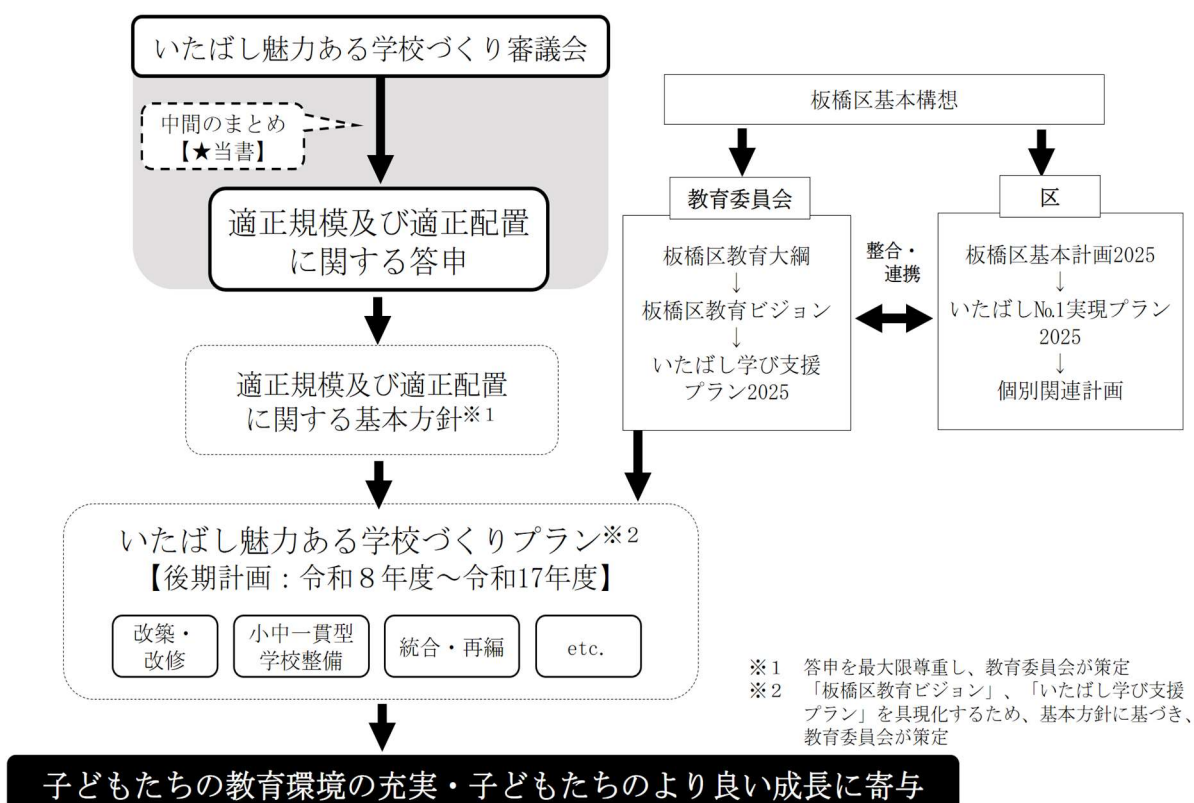 いたばし魅力ある学校づくり審議会
中間のまとめ
【★当書】
適正規模及び適正配置
に関する答申
適正規模及び適正配置
に関する基本方針※1
板橋区基本構想
教育委員会
板橋区教育大綱
↓
板橋区教育ビジョン
↓
いたばし学び支援
プラン2025
整合・
連携
区
板橋区基本計画2025
↓
いたばし№1実現プラン
2025
↓
個別関連計画
いたばし魅力ある学校づくりプラン※2
【後期計画：令和８年度～令和17年度】
改築・
改修
小中一貫型
学校整備
統合・再編
etc.
※１　答申を最大限尊重し、教育委員会が策定
※２　「板橋区教育ビジョン」、「いたばし学び支援
プラン」を具現化するため、基本方針に基づき、
教育委員会が策定
子どもたちの教育環境の充実・子どもたちのより良い成長に寄与